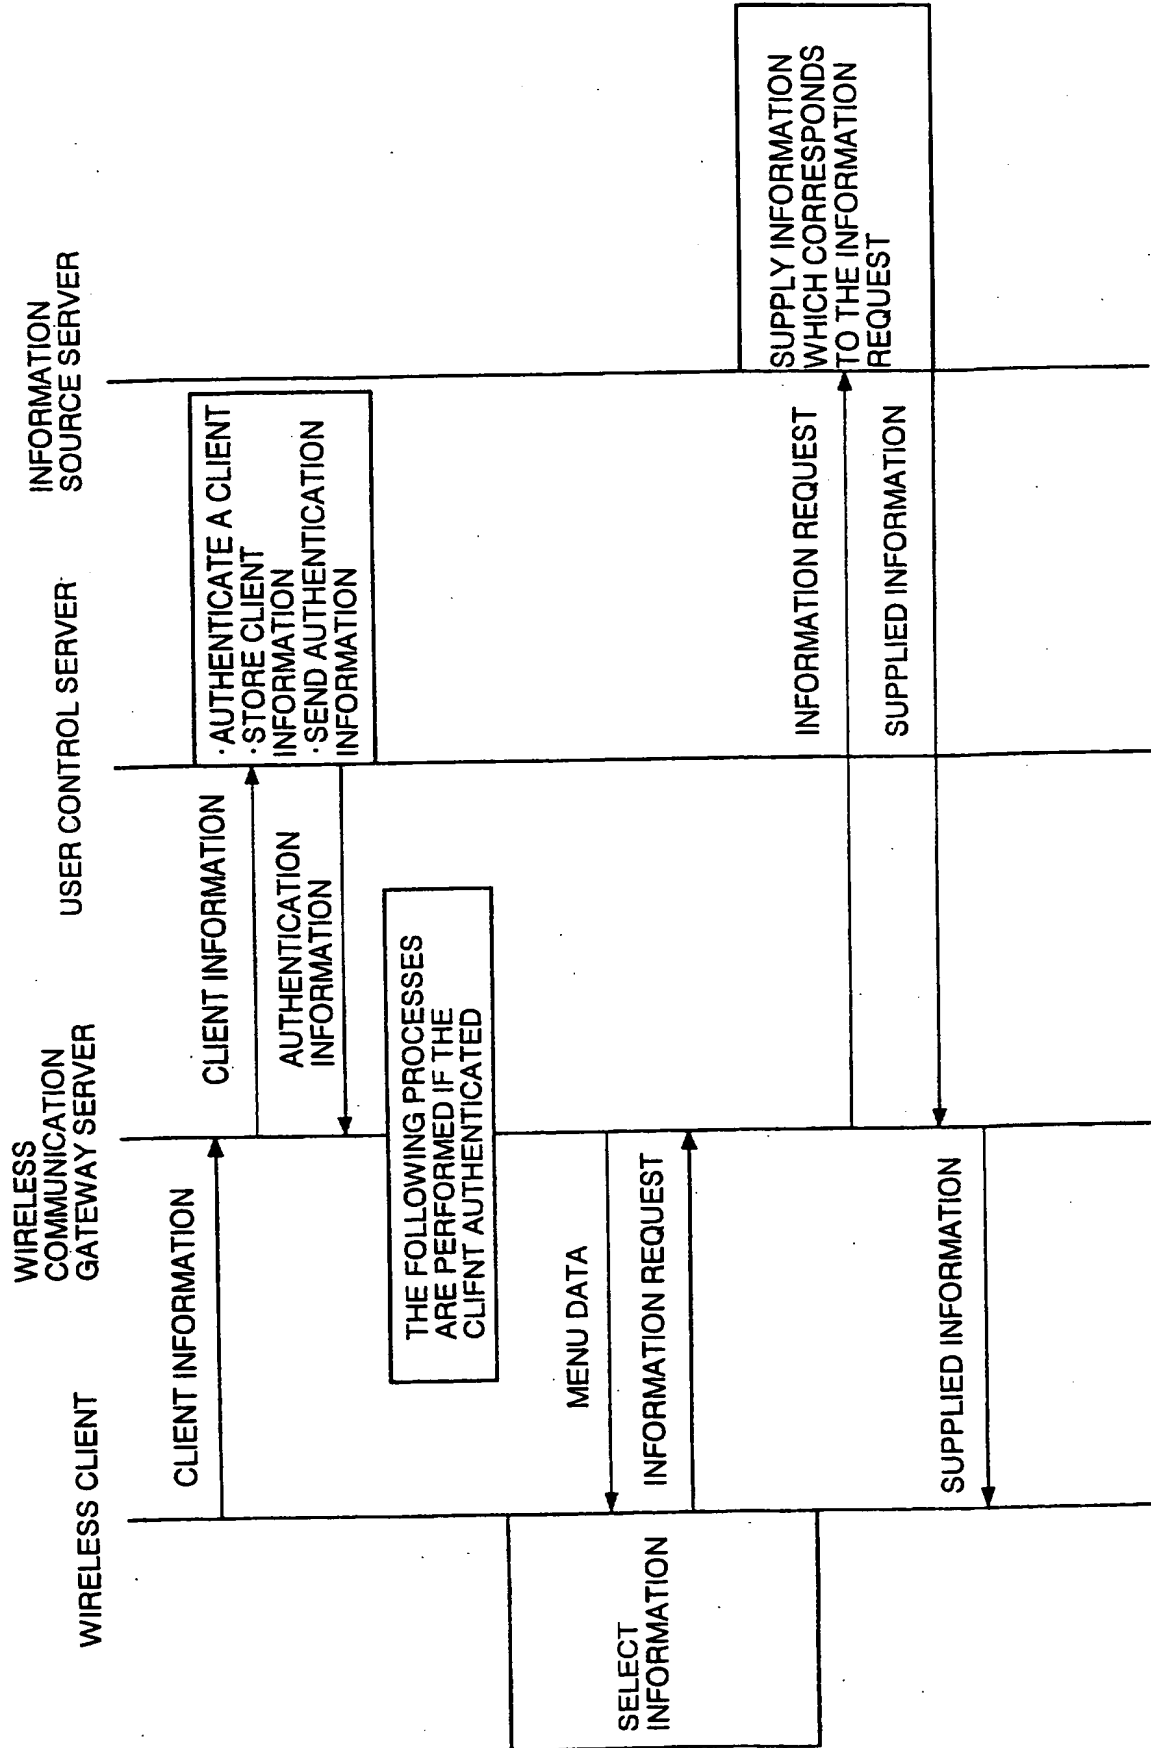 WIRELESS CLIENT
WIRELESS
COMMUNICATION
GATEWAY SERVER
USER CONTROL SERVER
INFORMATION
SOURCE SERVER
CLIENT INFORMATION
CLIENT INFORMATION
·AUTHENTICATE A CLIENT
·STORE CLIENT
INFORMATION
·SEND AUTHENTICATION
INFORMATION
AUTHENTICATION
INFORMATION
THE FOLLOWING PROCESSES
ARE PERFORMED IF THE
CLIFNT AUTHENTICATED
MENU DATA
SELECT
INFORMATION
INFORMATION REQUEST
INFORMATION REQUEST
SUPPLY INFORMATION
WHICH CORRESPONDS
TO THE INFORMATION
REQUEST
SUPPLIED INFORMATION
SUPPLIED INFORMATION